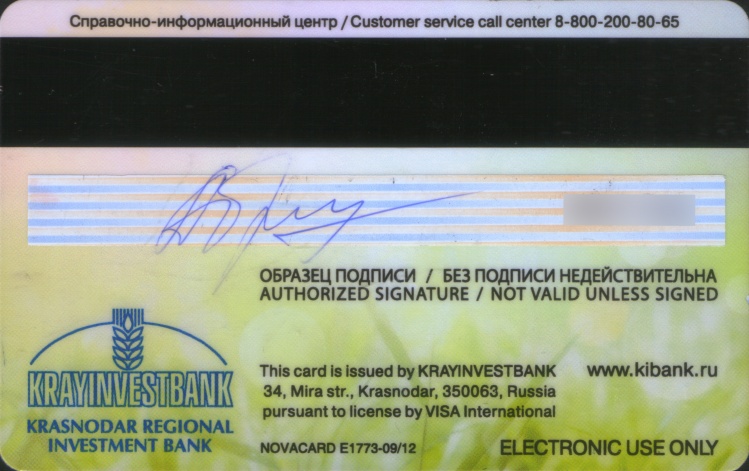 Справочно-информационный центр / Customer service call center 8-800-200-80-65
ОБРАЗЕЦ ПОДПИСИ / БЕЗ ПОДПИСИ НЕДЕЙСТВИТЕЛЬНА
AUTHORIZED SIGNATURE / NOT VALID UNLESS SIGNED
KRAYINVESTBANK
KRASNODAR REGIONAL
INVESTMENT BANK
This card is issued by KRAYINVESTBANK
34, Mira str., Krasnodar, 350063, Russia
pursuant to license by VISA International
www.kibank.ru
NOVACARD E1773-09/12
ELECTRONIC USE ONLY